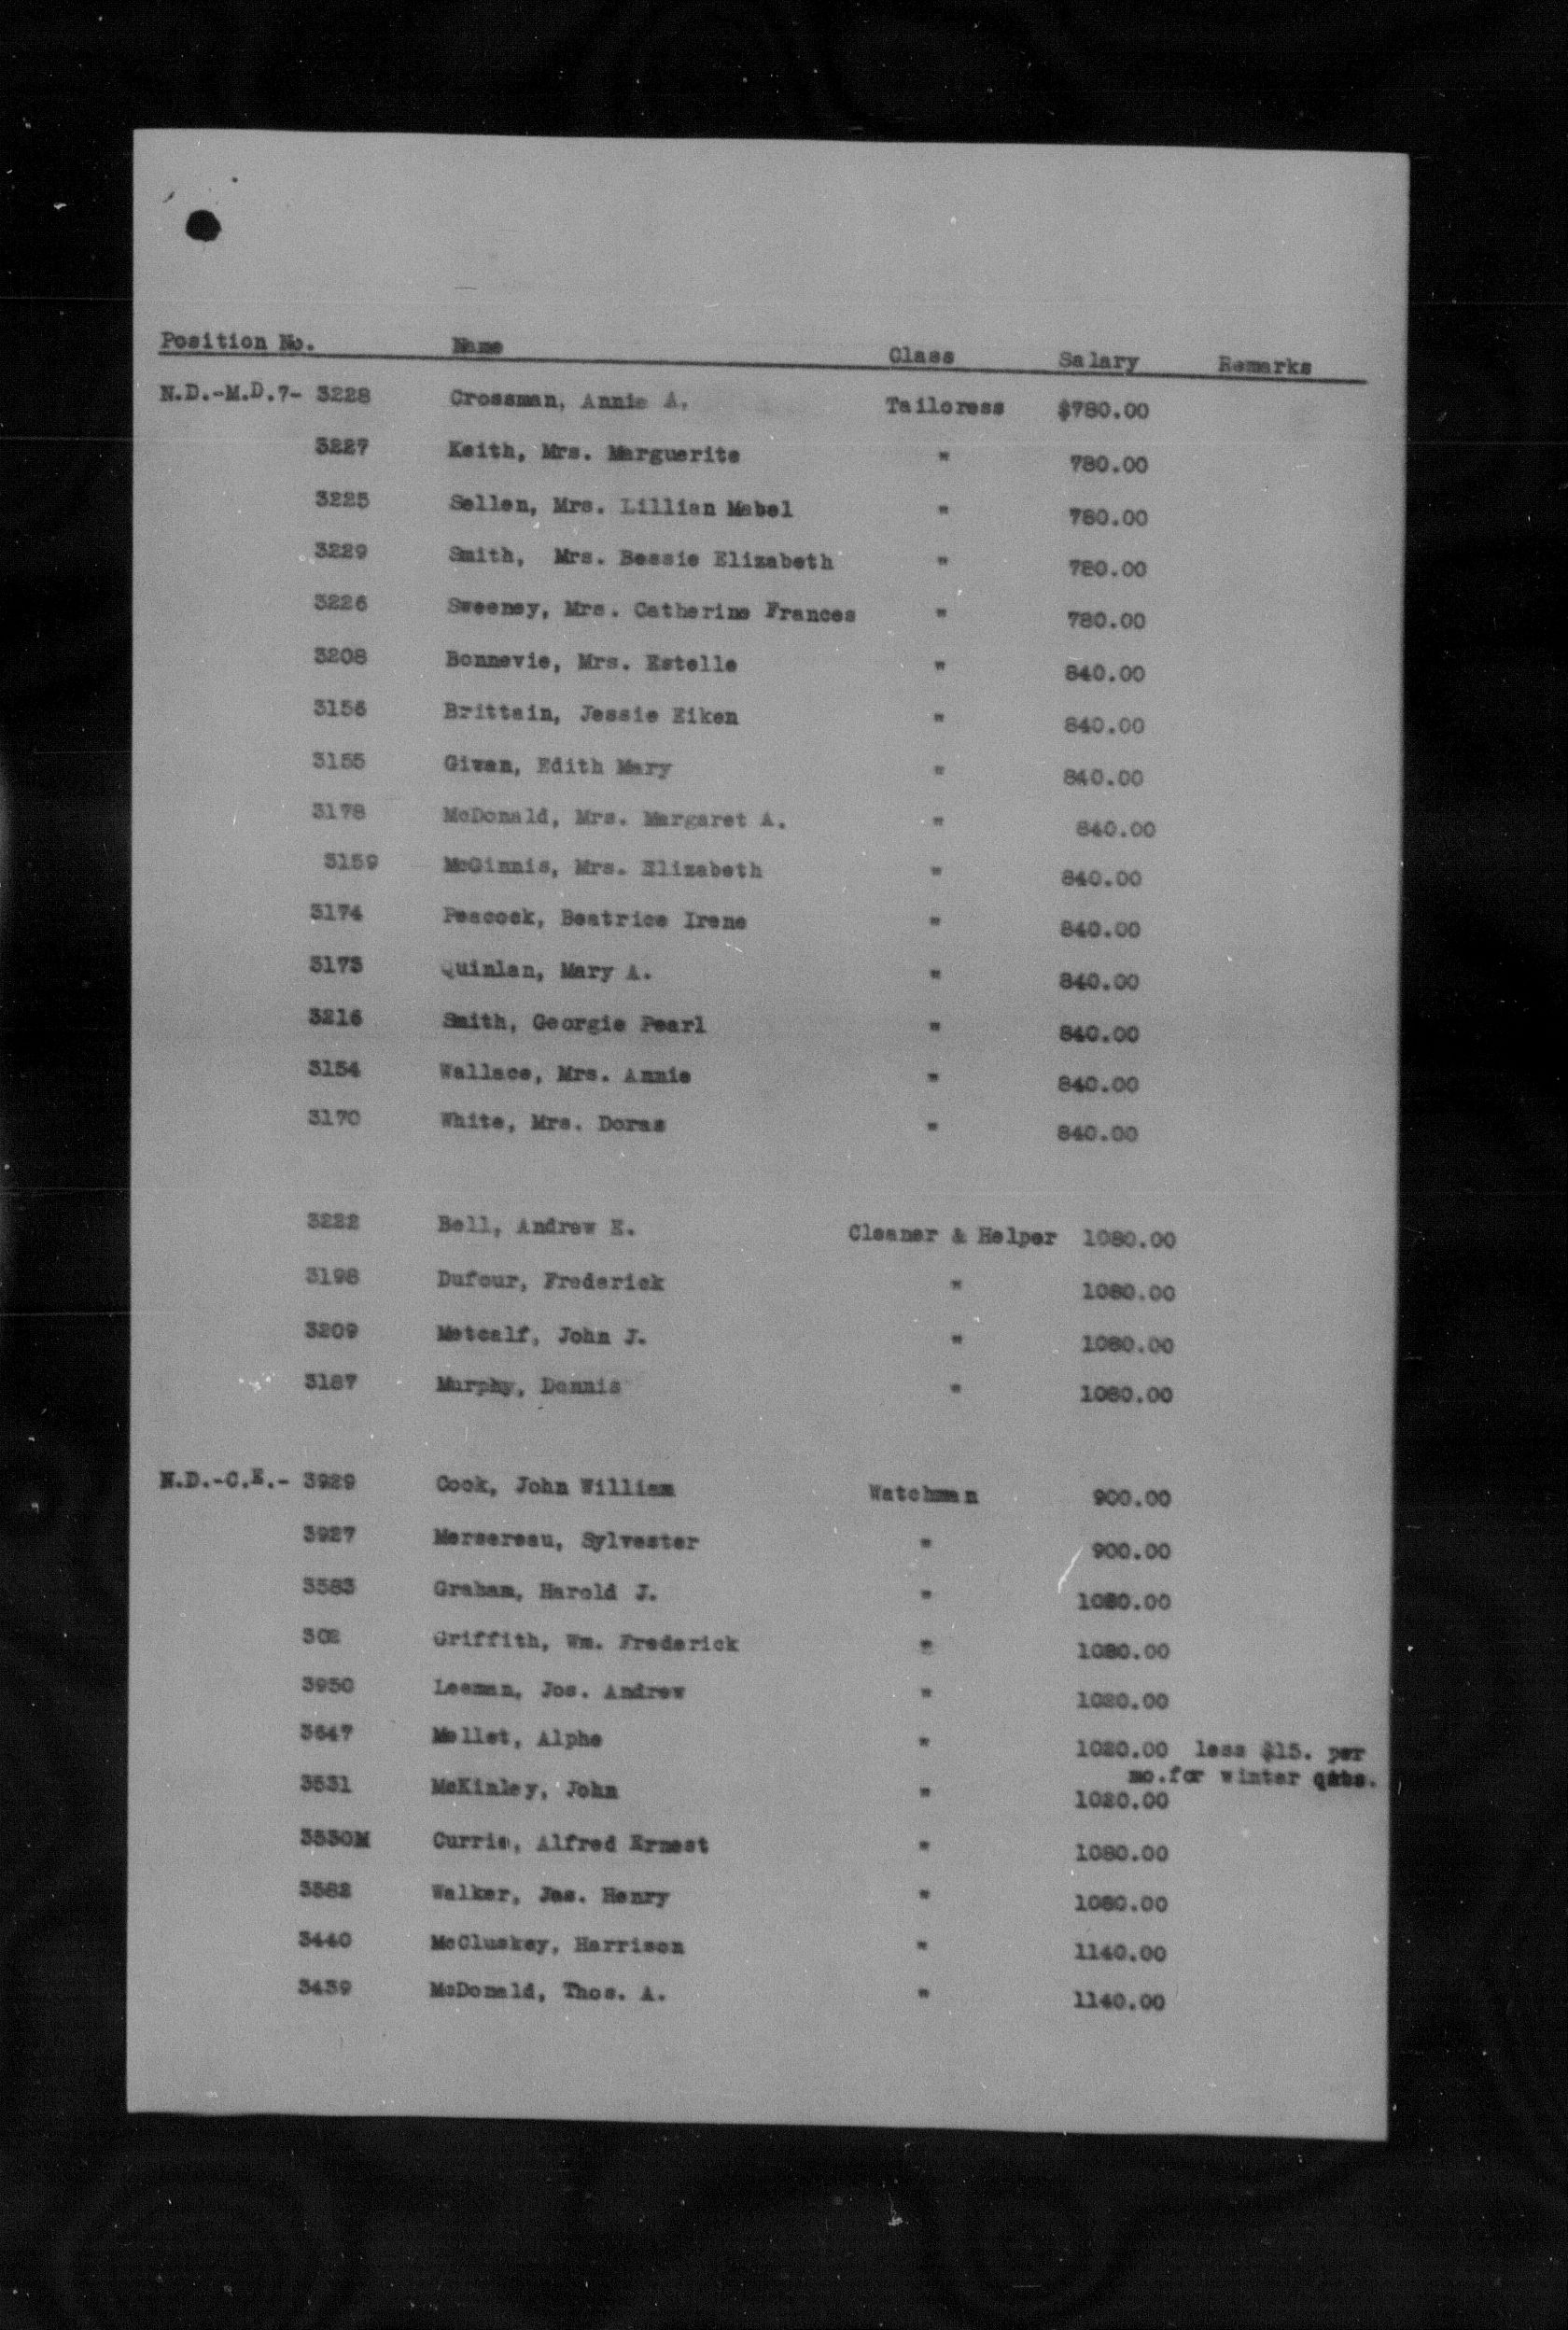 Position No. Name Class Salary Remarks
N.D.-M.D.7- 3228 Crossman, Annie A. Tailoress $780.00
3227 Keith, Mrs. Marguerite " 780.00
3225 Sellen, Mrs. Lillian Mabel " 780.00
3229 Smith, Mrs. Bessie Elizabeth " 780.00
3226 Sweeney, Mrs. Catherine Frances " 780.00
3208 Bonnevie, Mrs. Estelle " 840.00
3156 Brittain, Jessie Eiken " 840.00
3155 Givan, Edith Mary " 840.00
3178 McDonald, Mrs. Margaret A. " 840.00
3159 McGinnis, Mrs. Elizabeth " 840.00
3174 Peacock, Beatrice Irene " 840.00
3173 Quinlan, Mary A. " 840.00
3216 Smith, Georgie Pearl " 840.00
3154 Wallace, Mrs. Annie " 840.00
3170 White, Mrs. Doras " 840.00
3222 Bell, Andrew E. Cleaner & Helper 1080.00
3198 Dufour, Frederick " 1080.00
3209 Metcalf, John J. " 1080.00
3187 Murphy, Dennis " 1080.00
N.D.-C.E.- 3929 Cook, John William Watchman 900.00
3927 Mersereau, Sylvester " 900.00
3583 Graham, Harold J. "
302 Griffith, Wm. Frederick " 1080.00
3950 Leeman, Jos. Andrew " 1020.00
3647 Mallet, Alphe " 1020.00 less $15. per
mo.for winter qtrs.
3531 McKinley, John " 1020.00
3530M Currie, Alfred Ernest " 1080.00
3582 Walker, Jas. Henry " 1080.00
3440 McCluskey, Harrison " 1140.00
3439 McDonald, Thos. A. " 1140.00